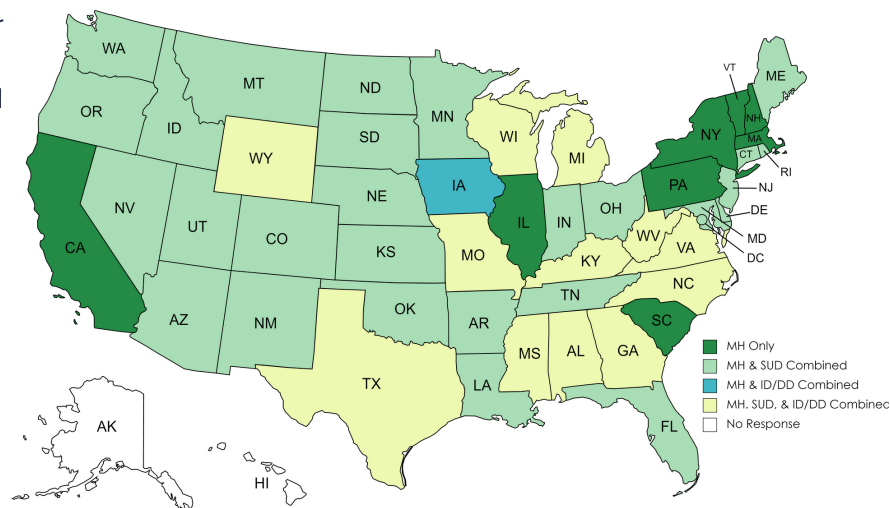 WA
MT
ND
MN
OR
ID
SD
WY
WI
MI
VT
ME
NH
NY
MA
CT
RI
NV
UT
CO
NE
IA
IL
IN
OH
PA
NJ
DE
MD
DC
CA
KS
MO
KY
WV
VA
NC
AZ
NM
OK
AR
TN
SC
TX
LA
MS
AL
GA
FL
AK
HI
MH Only
MH & SUD Combined
MH & ID/DD Combined
MH. SUD, & ID/DD Combined
No Response